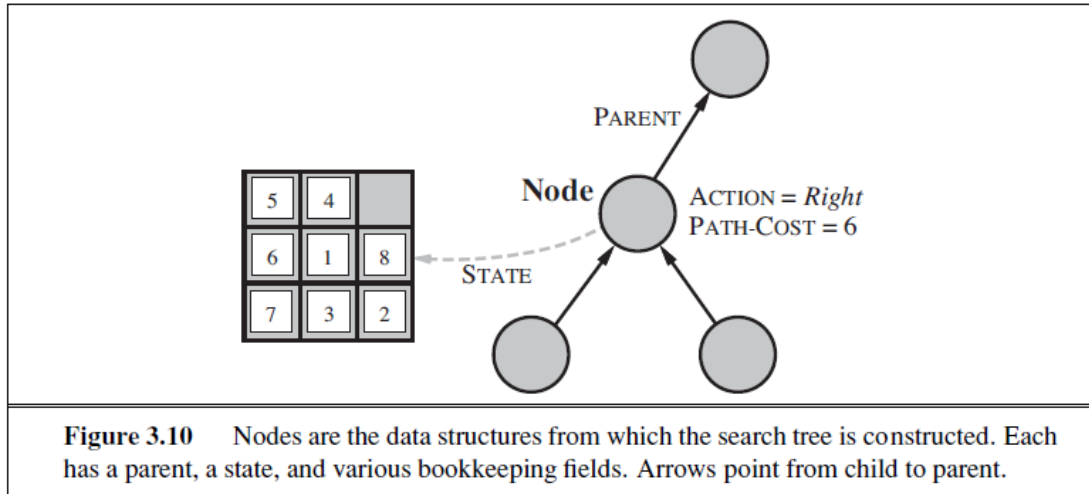 PARENT
Node
ACTION = Right
PATH-COST = 6
STATE
5 4
6 1 8
7 3 2
Figure 3.10 Nodes are the data structures from which the search tree is constructed. Each
has a parent, a state, and various bookkeeping fields. Arrows point from child to parent.